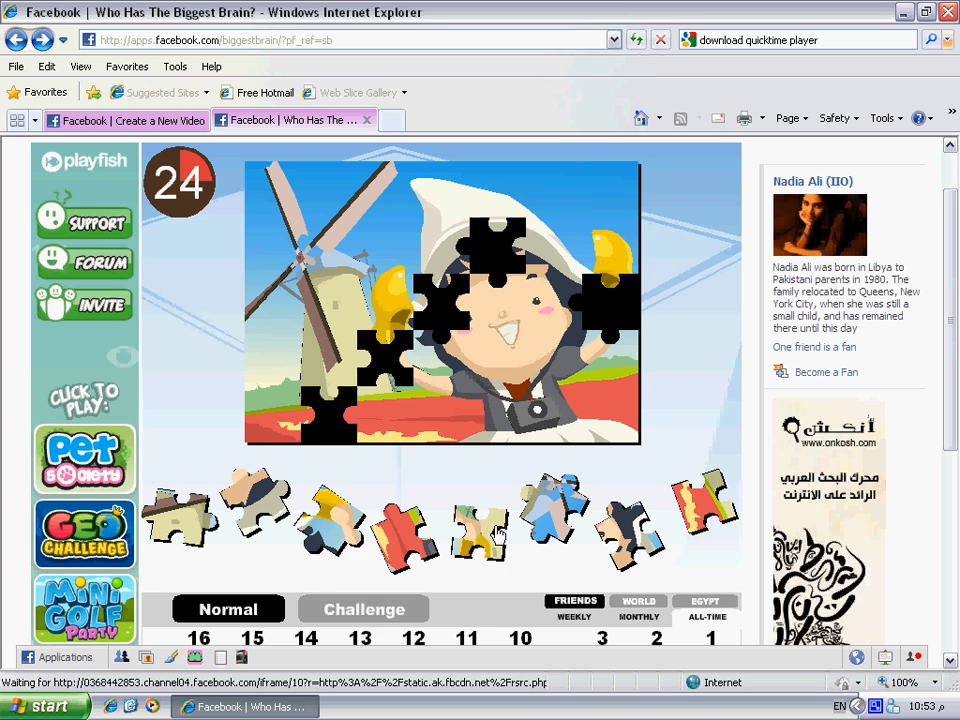 Facebook | Who Has The Biggest Brain? - Windows Internet Explorer
http://apps.facebook.com/biggestbrain/?pf_ref=sb
download quicktime player
File Edit View Favorites Tools Help
Favorites Suggested Sites Free Hotmail Web Slice Gallery
Facebook | Create a New Video
Facebook | Who Has The ...
Page Safety Tools
playfish
SUPPORT
FORUM
INVITE
CLICK TO
PLAY:
Pet
SOCIETY
GEO
CHALLENGE
MiNi
GOLF
PARTY
24
Normal
Challenge
FRIENDS WORLD EGYPT
WEEKLY MONTHLY ALL-TIME
16 15 14 13 12 11 10 3 2 1
Nadia Ali (IIO)
Nadia Ali was born in Libya to
Pakistani parents in 1980. The
family relocated to Queens, New
York City, when she was still a
small child, and has remained
there until this day
One friend is a fan
Become a Fan
أنكش
www.onkosh.com
محرك البحث العربي
الرائد على الانترنت
Applications
Waiting for http://0368442853.channel04.facebook.com/iframe/10?r=http%3A%2F%2Fstatic.ak.fbcdn.net%2Frsrc.php
Internet
100%
start
Facebook | Who Has ...
EN
10:53 م